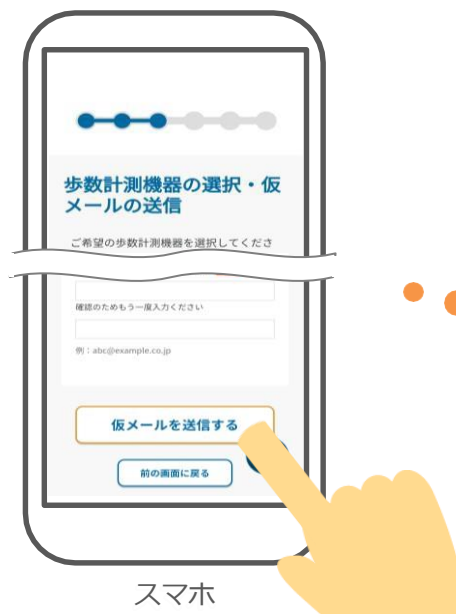 歩数計測機器の選択・仮
メールの送信
ご希望の歩数計測機器を選択してくださ
確認のためもう一度入力ください
例：abc@example.co.jp
仮メールを送信する
前の画面に戻る
スマホ